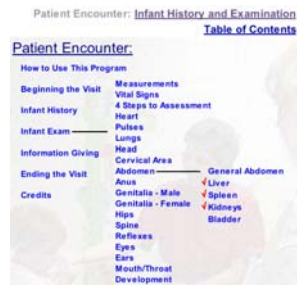 Patient Encounter: Infant History and Examination
Table of Contents
Patient Encounter:
How to Use This Program
Beginning the Visit
Infant History
Infant Exam
Information Giving
Ending the Visit
Credits
Measurements
Vital Signs
4 Steps to Assessment
Heart
Pulses
Lungs
Head
Cervical Area
Abdomen
Anus
Genitalia - Male
Genitalia - Female
Hips
Spine
Reflexes
Eyes
Ears
Mouth/Throat
Development
General Abdomen
√Liver
√Spleen
√Kidneys
Bladder